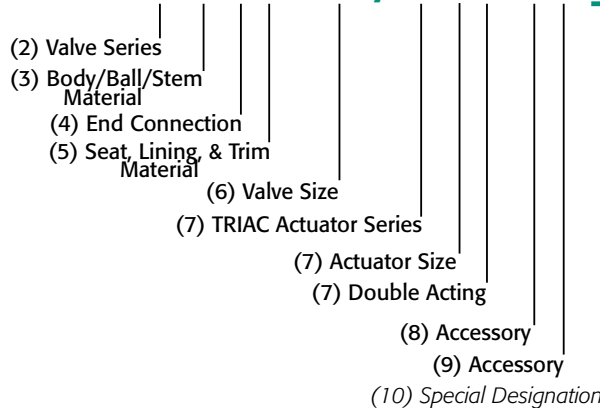 (2) Valve Series
(3) Body/Ball/Stem
Material
(4) End Connection
(5) Seat, Lining, & Trim
Material
(6) Valve Size
(7) TRIAC Actuator Series
(7) Actuator Size
(7) Double Acting
(8) Accessory
(9) Accessory
(10) Special Designation